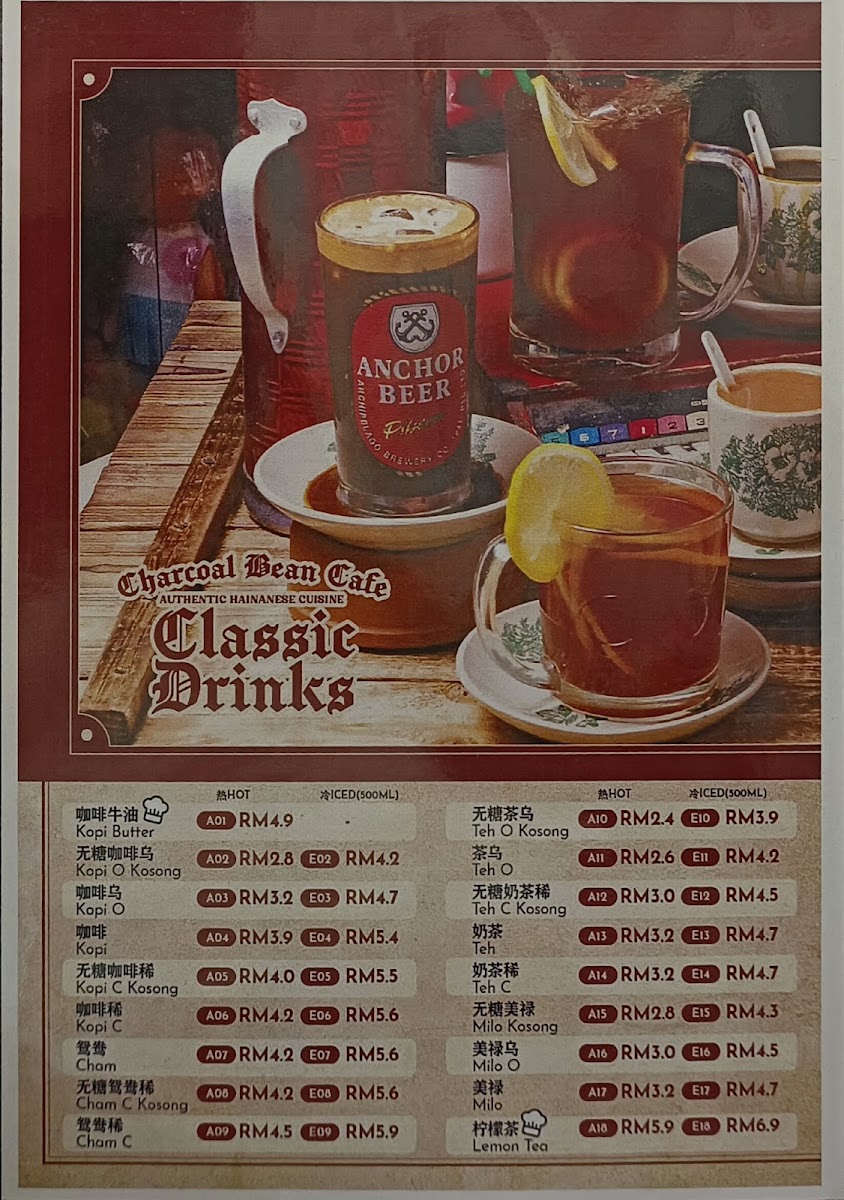 ANCHOR
BEER
Pilsener
ARCHIPELAGO BREWERY CO.
6 7 1 2 3
Charcoal Bean Cafe
AUTHENTIC HAINANESE CUISINE
Classic
Drinks
热HOT 冷ICED(500ML)
咖啡牛油 A01 RM4.9 -
Kopi Butter
无糖咖啡乌 A02 RM2.8 E02 RM4.2
Kopi O Kosong
咖啡乌 A03 RM3.2 E03 RM4.7
Kopi O
咖啡 A04 RM3.9 E04 RM5.4
Kopi
无糖咖啡稀 A05 RM4.0 E05 RM5.5
Kopi C Kosong
咖啡稀 A06 RM4.2 E06 RM5.6
Kopi C
鸳鸯 A07 RM4.2 E07 RM5.6
Cham
无糖鸳鸯稀 A08 RM4.2 E08 RM5.6
Cham C Kosong
鸳鸯稀 A09 RM4.5 E09 RM5.9
Cham C
热HOT 冷ICED(500ML)
无糖茶乌 A10 RM2.4 E10 RM3.9
Teh O Kosong
茶乌 A11 RM2.6 E11 RM4.2
Teh O
无糖奶茶稀 A12 RM3.0 E12 RM4.5
Teh C Kosong
奶茶 A13 RM3.2 E13 RM4.7
Teh
奶茶稀 A14 RM3.2 E14 RM4.7
Teh C
无糖美禄 A15 RM2.8 E15 RM4.3
Milo Kosong
美禄乌 A16 RM3.0 E16 RM4.5
Milo O
美禄 A17 RM3.2 E17 RM4.7
Milo
柠檬茶 A18 RM5.9 E18 RM6.9
Lemon Tea